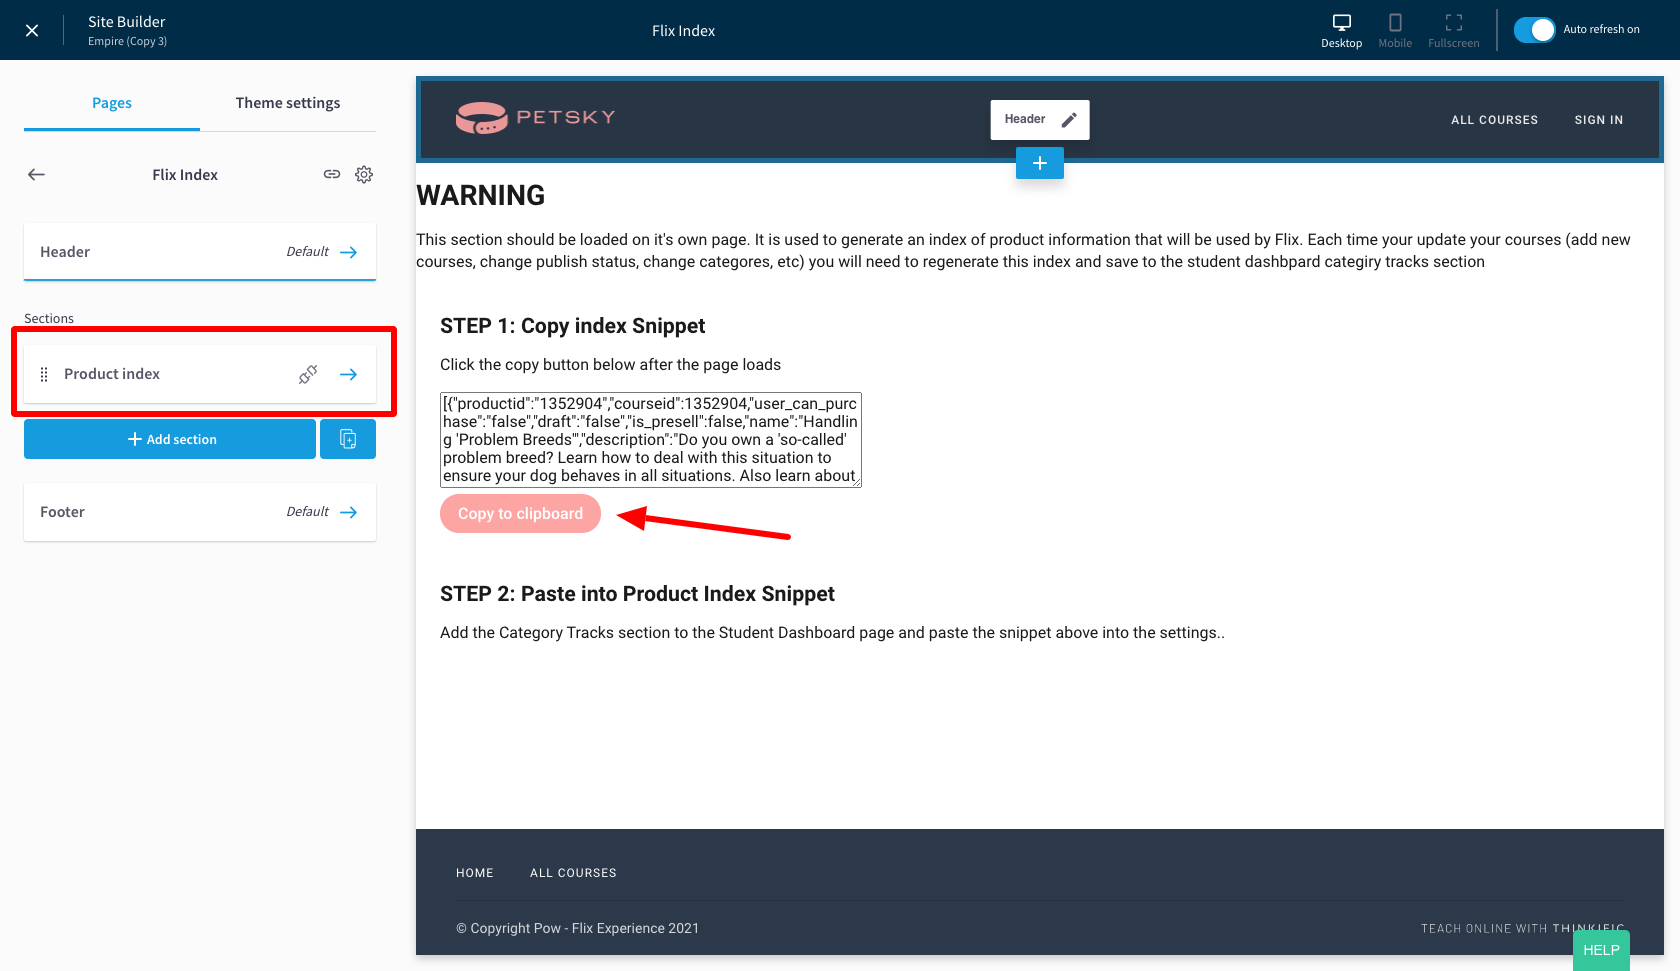 Site Builder
Empire (Copy 3)
Flix Index
Desktop
Mobile
Fullscreen
Auto refresh on
Pages
Theme settings
Flix Index
Header
Default
Sections
Product index
Add section
Footer
Default
PETSKY
Header
ALL COURSES
SIGN IN
WARNING
This section should be loaded on it's own page. It is used to generate an index of product information that will be used by Flix. Each time your update your courses (add new
courses, change publish status, change categores, etc) you will need to regenerate this index and save to the student dashbpard categiry tracks section
STEP 1: Copy index Snippet
Click the copy button below after the page loads
[{"productid":"1352904","courseid":1352904,"user_can_purc
hase":"false","draft":"false","is_presell":false,"name":"Handlin
g 'Problem Breeds'","description":"Do you own a 'so-called'
problem breed? Learn how to deal with this situation to
ensure your dog behaves in all situations. Also learn about
Copy to clipboard
STEP 2: Paste into Product Index Snippet
Add the Category Tracks section to the Student Dashboard page and paste the snippet above into the settings..
HOME
ALL COURSES
© Copyright Pow - Flix Experience 2021
TEACH ONLINE WITH THINKIFIC
HELP